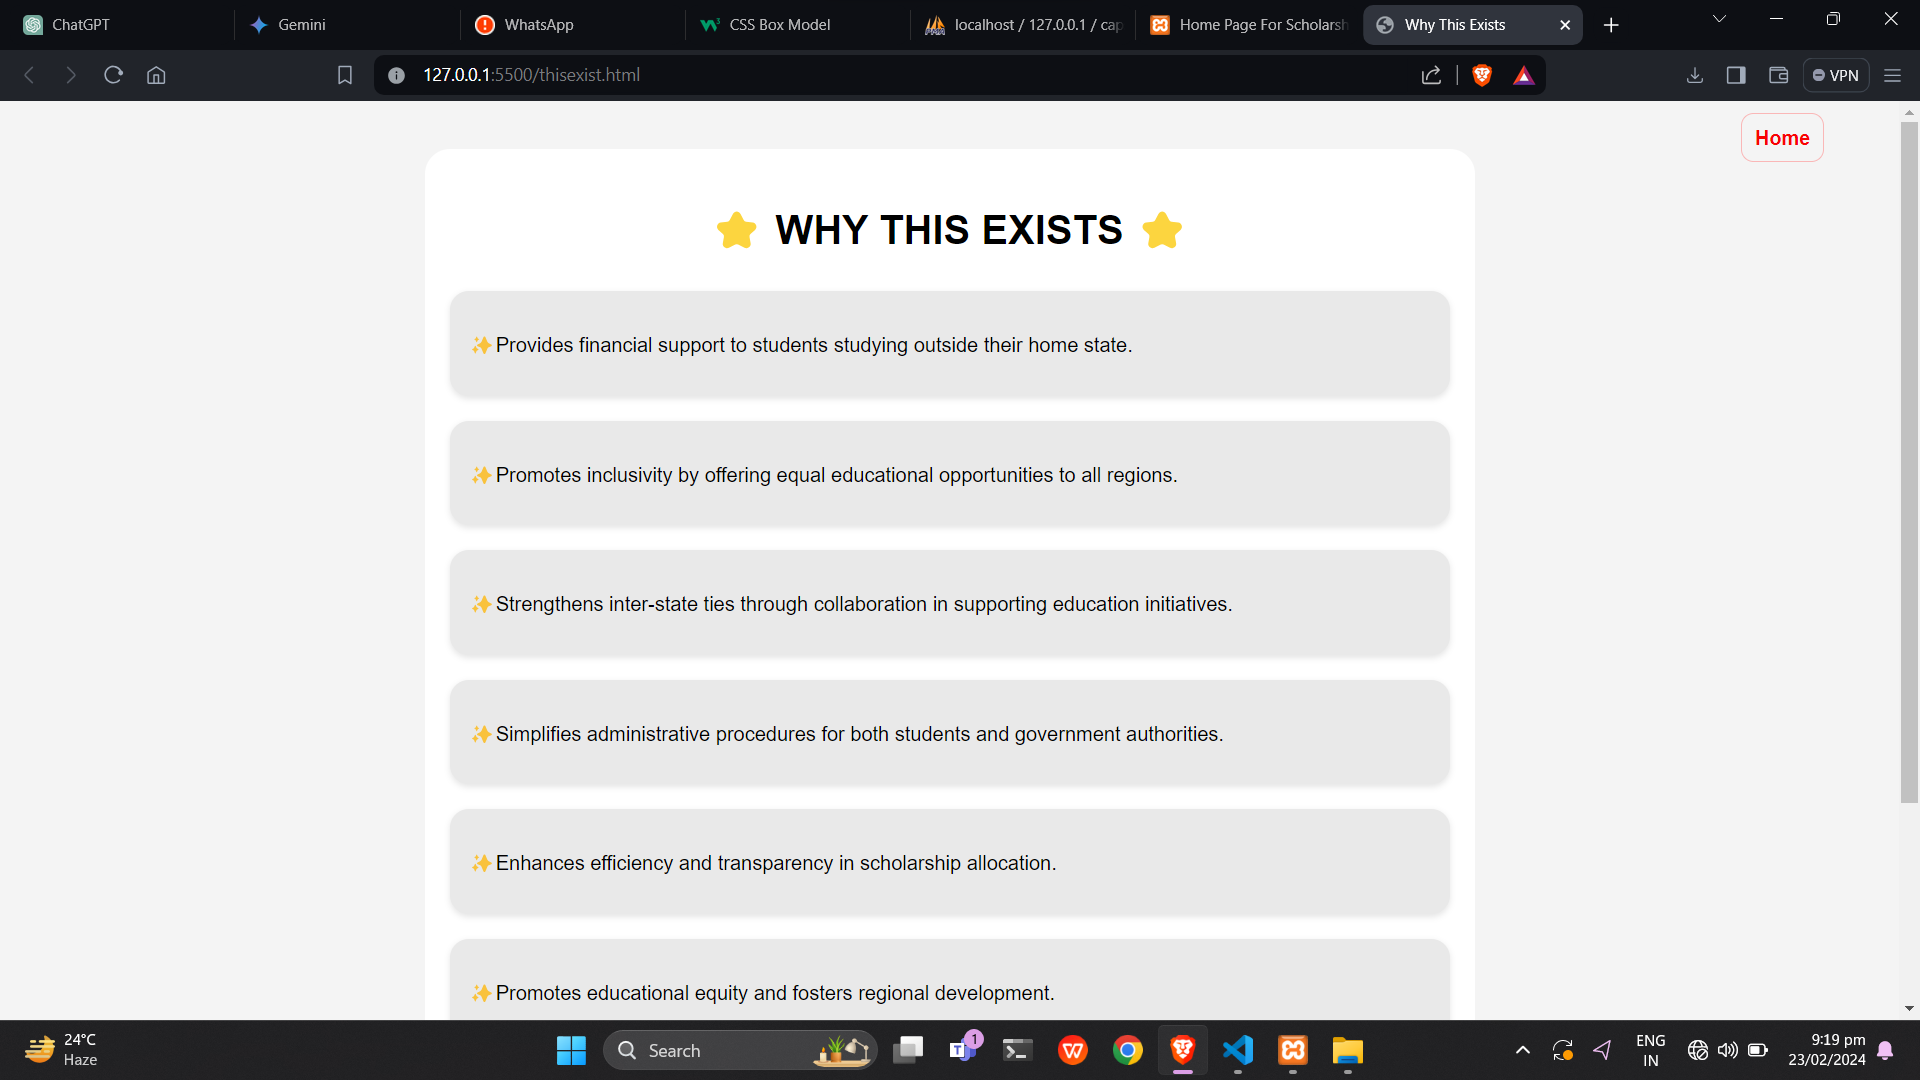 ChatGPT
Gemini
WhatsApp
CSS Box Model
localhost / 127.0.0.1 / cap
Home Page For Scholarsh
Why This Exists
127.0.0.1:5500/thisexist.html
VPN
Home
WHY THIS EXISTS
✨Provides financial support to students studying outside their home state.
✨Promotes inclusivity by offering equal educational opportunities to all regions.
✨Strengthens inter-state ties through collaboration in supporting education initiatives.
✨Simplifies administrative procedures for both students and government authorities.
✨Enhances efficiency and transparency in scholarship allocation.
✨Promotes educational equity and fosters regional development.
24°C
Haze
Search
1
ENG
IN
9:19 pm
23/02/2024